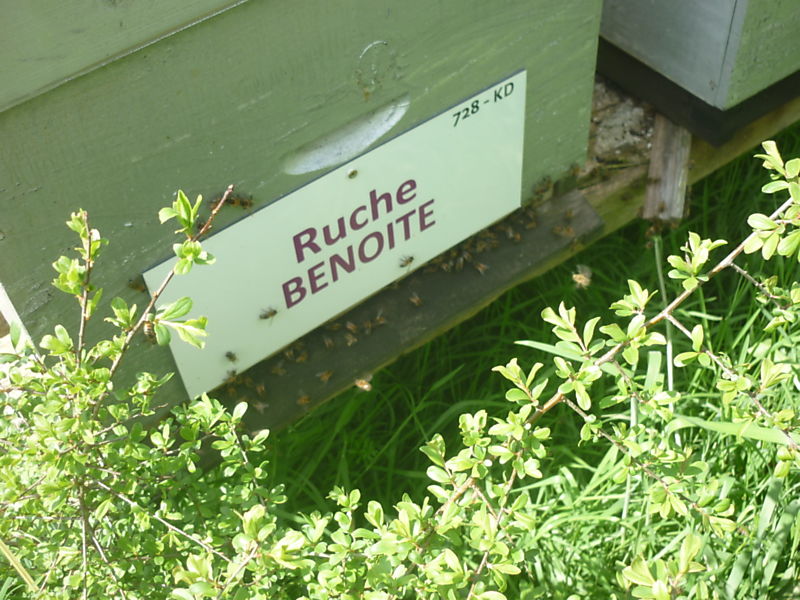 728 - KD
Ruche
BENOITE